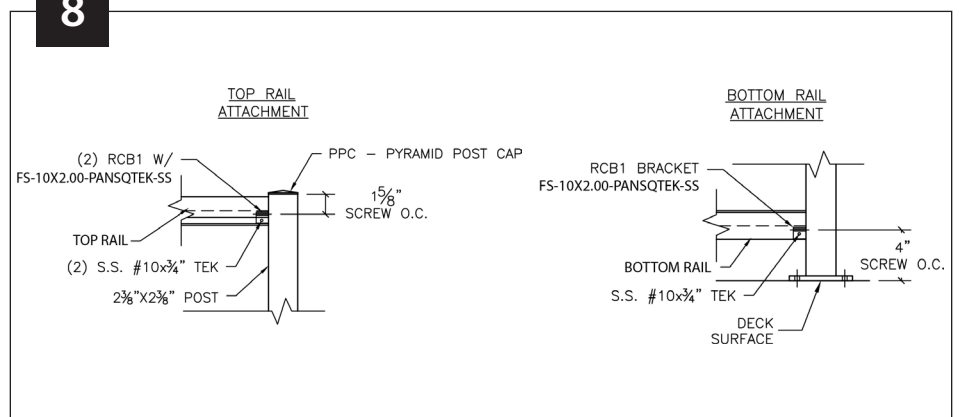 8
TOP RAIL
ATTACHMENT
(2) RCB1 W/
FS-10X2.00-PANSQTEK-SS
PPC - PYRAMID POST CAP
1⅝"
SCREW O.C.
TOP RAIL
(2) S.S. #10x¾" TEK
2⅜"X2⅜" POST
BOTTOM RAIL
ATTACHMENT
RCB1 BRACKET
FS-10X2.00-PANSQTEK-SS
4"
SCREW O.C.
BOTTOM RAIL
S.S. #10x¾" TEK
DECK
SURFACE